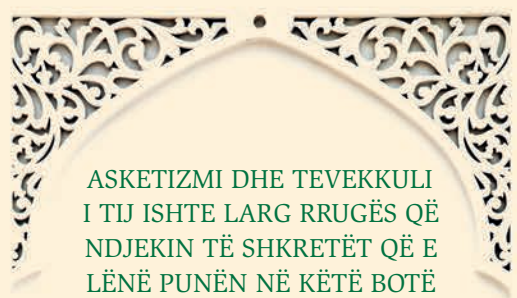 ASKETIZMI DHE TEVEKKULI
I TIJ ISHTE LARG RRUGËS QË
NDJEKIN TË SHKRETËT QË E
LËNË PUNËN NË KËTË BOTË